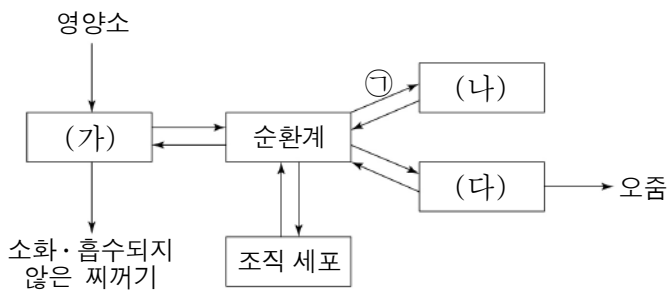 영양소
㉠
(나)
(가)
순환계
(다)
오줌
소화·흡수되지
않은 찌꺼기
조직 세포